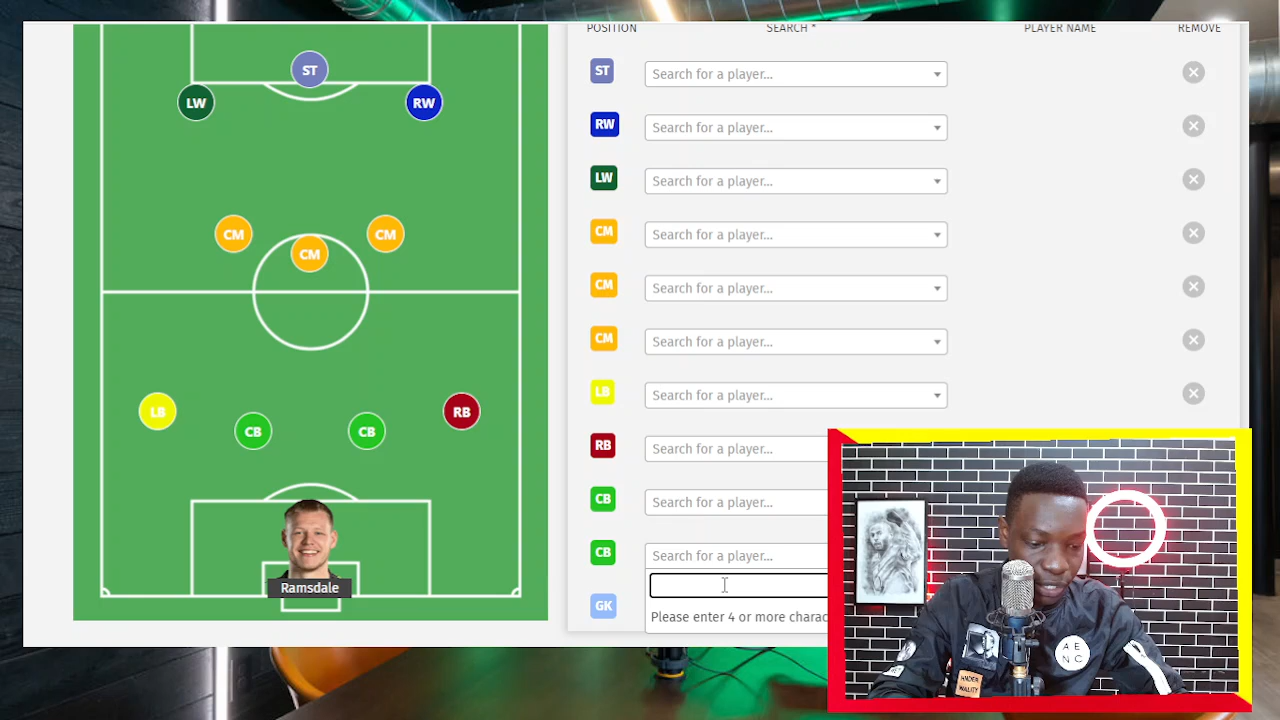 POSITION
SEARCH *
PLAYER NAME
REMOVE
ST
LW
RW
CM
CM
CM
LB
CB
CB
RB
Ramsdale
ST
Search for a player...
RW
Search for a player...
LW
Search for a player...
CM
Search for a player...
CM
Search for a player...
CM
Search for a player...
LB
Search for a player...
RB
Search for a player...
CB
Search for a player...
CB
Search for a player...
GK
Please enter 4 or more charac
A E
N C
HNDER
WALITY